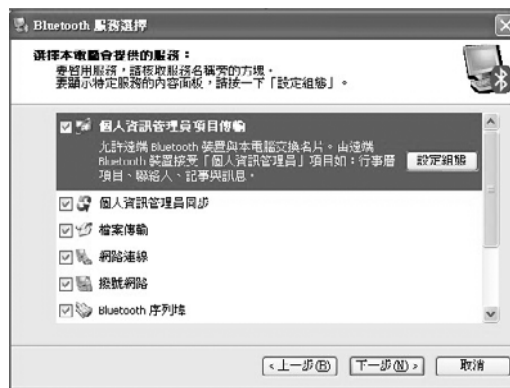 Bluetooth 服務選擇
選擇本電腦會提供的服務：
要啟用服務，請核取服務名稱旁的方塊。
要顯示特定服務的內容面板，請按一下「設定組態」。
個人資訊管理員項目傳輸
允許遠端 Bluetooth 裝置與本電腦交換名片。由遠端
Bluetooth 裝置接受「個人資訊管理員」項目如：行事曆
項目、聯絡人、記事與訊息。
設定組態
個人資訊管理員同步
檔案傳輸
網路連線
撥號網路
Bluetooth 序列埠
<上一步(B)
下一步(N)>
取消